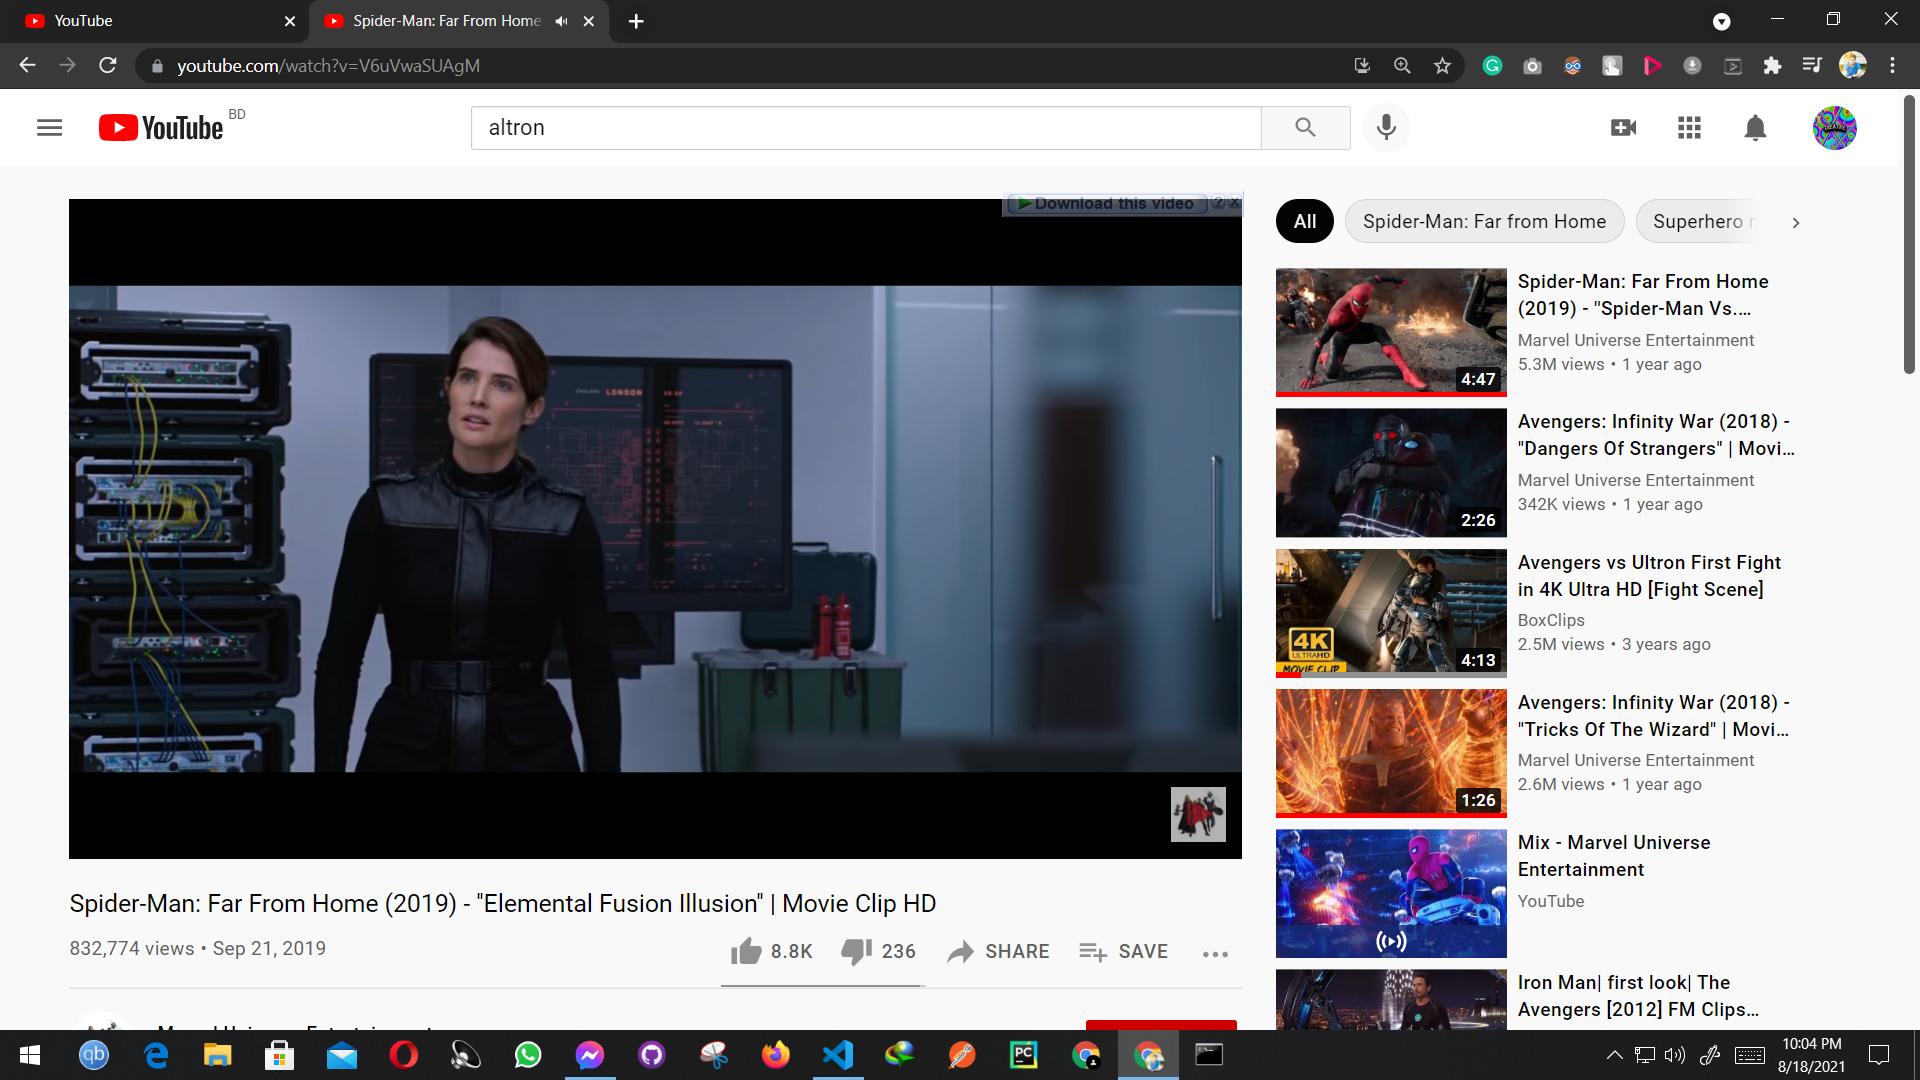 YouTube
Spider-Man: Far From Home
youtube.com/watch?v=V6uVwaSUAgM
YouTube BD
altron
Download this video
ENGLAND LONDON
All
Spider-Man: Far from Home
Superhero
Spider-Man: Far From Home
(2019) - "Spider-Man Vs....
Marvel Universe Entertainment
5.3M views • 1 year ago
4:47
Avengers: Infinity War (2018) -
"Dangers Of Strangers" | Movi...
Marvel Universe Entertainment
342K views • 1 year ago
2:26
Avengers vs Ultron First Fight
in 4K Ultra HD [Fight Scene]
BoxClips
2.5M views • 3 years ago
4K
ULTRA HD
MOVIE CLIP
4:13
Avengers: Infinity War (2018) -
"Tricks Of The Wizard" | Movi...
Marvel Universe Entertainment
2.6M views • 1 year ago
1:26
Mix - Marvel Universe
Entertainment
YouTube
Iron Man| first look| The
Avengers [2012] FM Clips...
Spider-Man: Far From Home (2019) - "Elemental Fusion Illusion" | Movie Clip HD
832,774 views • Sep 21, 2019
8.8K
236
SHARE
SAVE
qb
PC
10:04 PM
8/18/2021